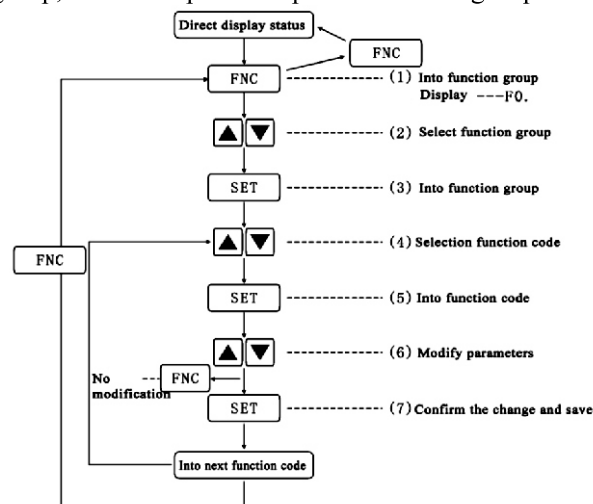 Direct display status
FNC
FNC
(1) Into function group
Display ---F0.
(2) Select function group
SET
(3) Into function group
(4) Selection function code
FNC
SET
(5) Into function code
(6) Modify parameters
No
modification
FNC
SET
(7) Confirm the change and save
Into next function code